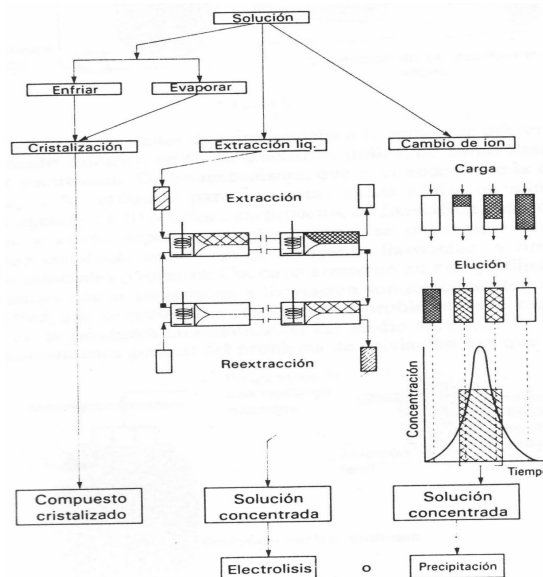 Solución
Enfriar
Evaporar
Cristalización
Extracción liq.
Cambio de ion
Carga
Extracción
Elución
Reextracción
Concentración
Tiempo
Compuesto
cristalizado
Solución
concentrada
Solución
concentrada
Electrolisis
o
Precipitación